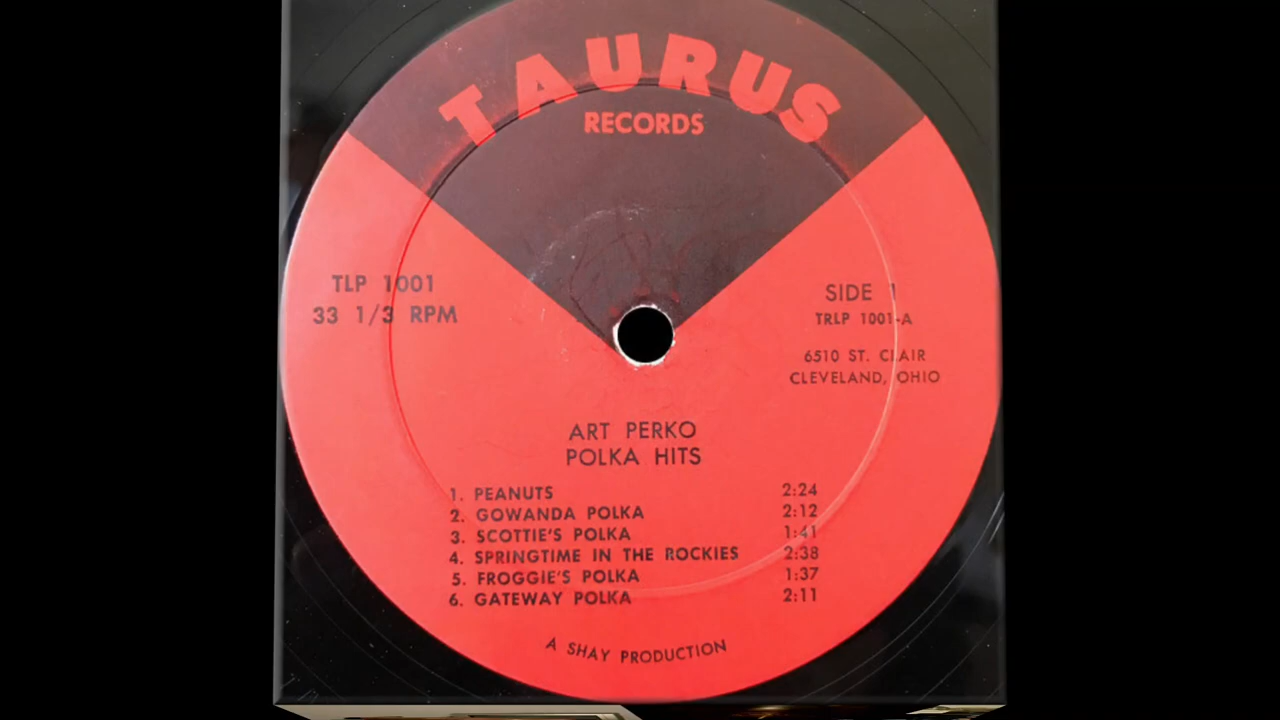 TAURUS
RECORDS
TLP 1001
33 1/3 RPM
SIDE 1
TRLP 1001-A
6510 ST. CLAIR
CLEVELAND, OHIO
ART PERKO
POLKA HITS
1. PEANUTS 2:24
2. GOWANDA POLKA 2:12
3. SCOTTIE'S POLKA 1:41
4. SPRINGTIME IN THE ROCKIES 2:38
5. FROGGIE'S POLKA 1:37
6. GATEWAY POLKA 2:11
A SHAY PRODUCTION